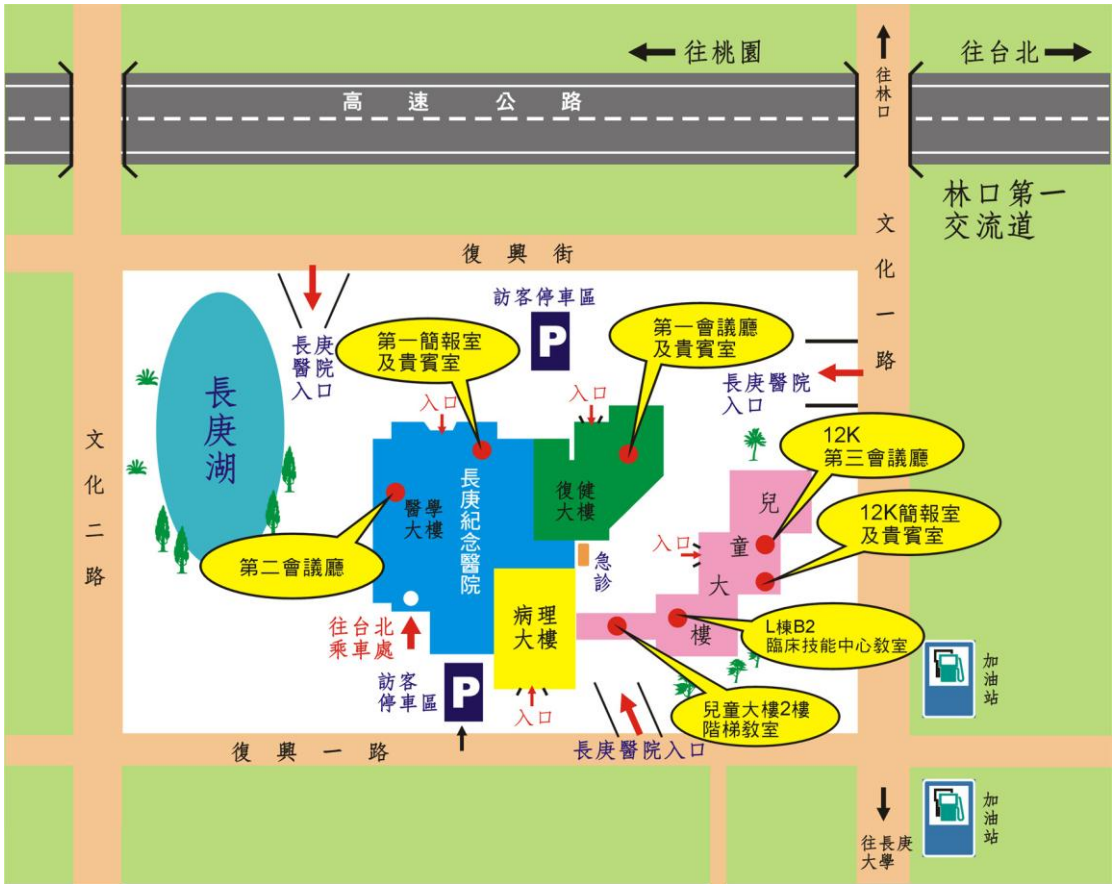 往桃園
往台北
往林口
高速公路
林口第一
交流道
文化一路
復興街
訪客停車區
P
長庚
醫院
入口
第一簡報室
及貴賓室
第一會議廳
及貴賓室
長庚醫院
入口
長庚湖
文化二路
入口
入口
12K
第三會議廳
醫學
大樓
長庚紀念醫院
復健
大樓
兒童大樓
12K簡報室
及貴賓室
第二會議廳
急診
入口
往台北
乘車處
病理
大樓
L棟B2
臨床技能中心教室
訪客
停車區
P
入口
兒童大樓2樓
階梯教室
加油站
復興一路
長庚醫院入口
加油站
往長庚
大學